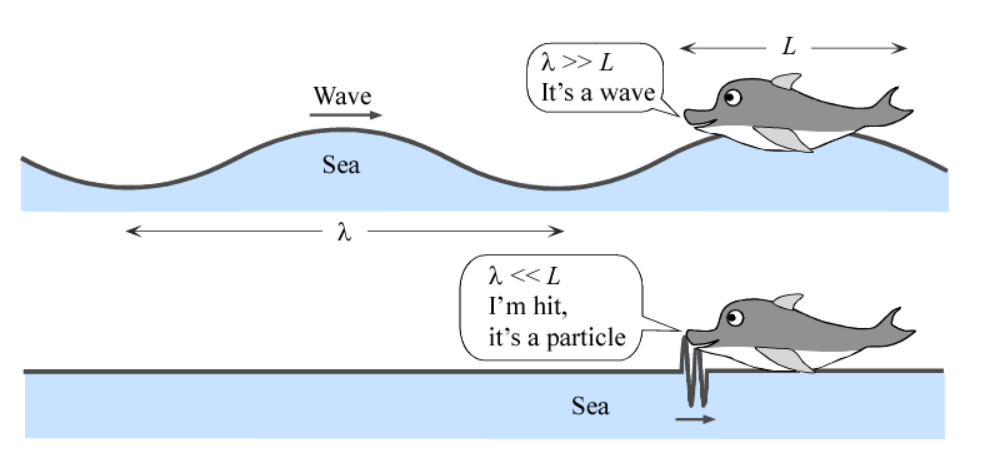 L
λ >> L
It's a wave
Wave
Sea
λ
λ << L
I'm hit,
it's a particle
Sea